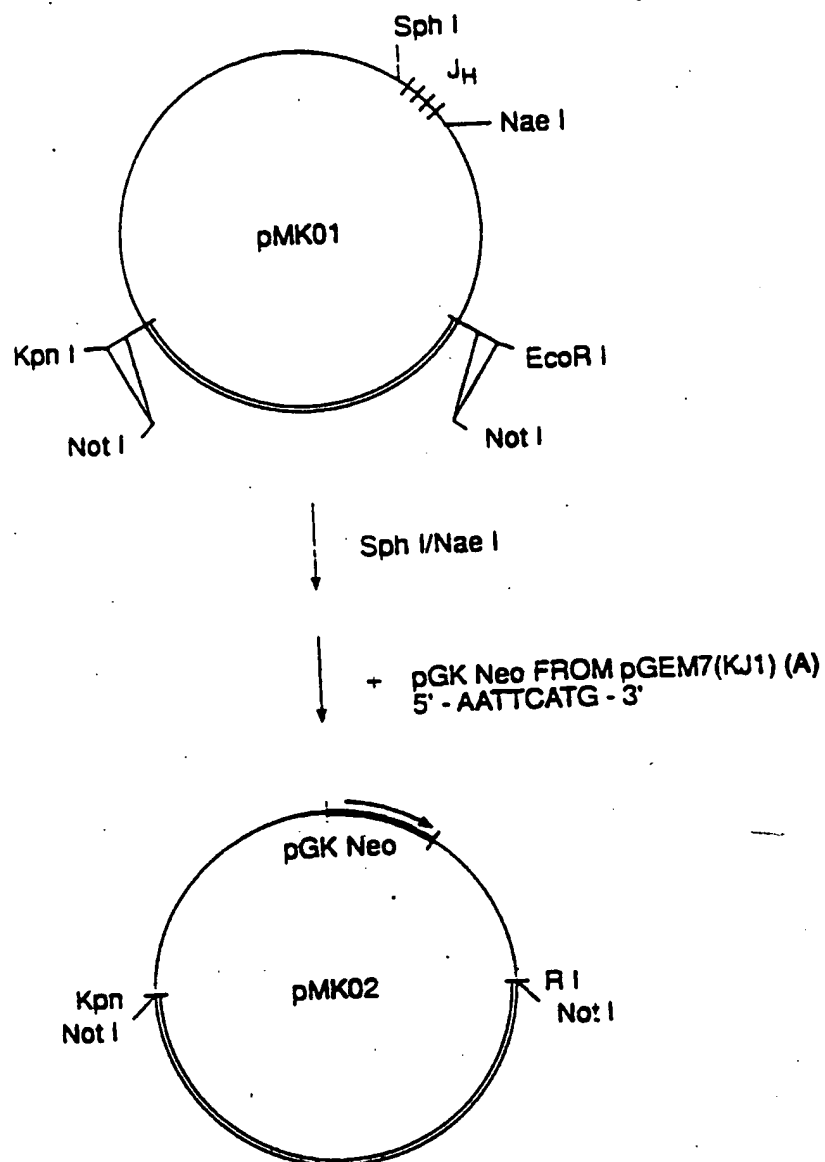 Sph I
JH
Nae I
pMK01
Kpn I
EcoR I
Not I
Not I
Sph I/Nae I
+ pGK Neo FROM pGEM7(KJ1) (A)
5' - AATTCATG - 3'
pGK Neo
Kpn
Not I
pMK02
R I
Not I